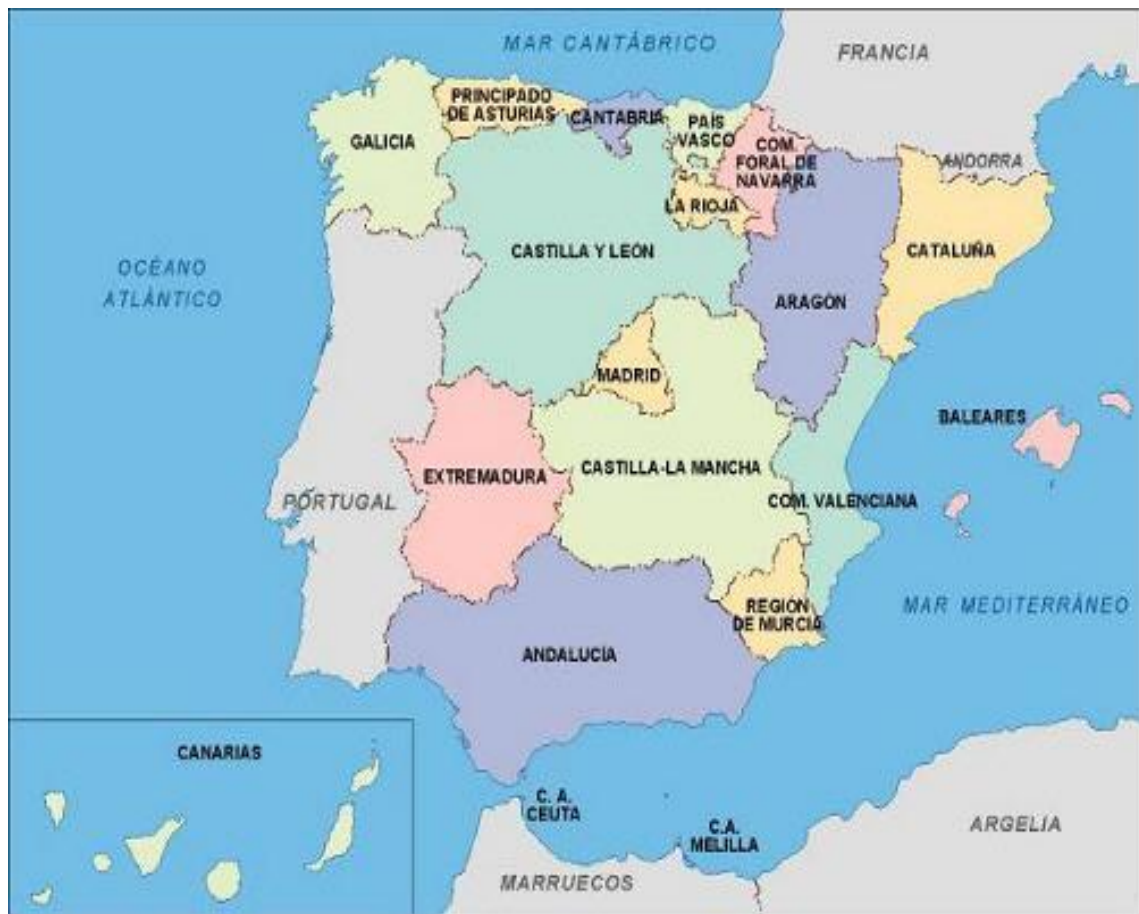 MAR CANTÁBRICO
FRANCIA
PRINCIPADO
DE ASTURIAS
CANTABRIA
PAÍS
VASCO
GALICIA
COM.
FORAL DE
NAVARRA
ANDORRA
LA RIOJA
CASTILLA Y LEÓN
CATALUÑA
OCÉANO
ATLÁNTICO
ARAGÓN
MADRID
BALEARES
EXTREMADURA
CASTILLA-LA MANCHA
PORTUGAL
COM. VALENCIANA
MAR MEDITERRÁNEO
REGIÓN
DE MURCIA
ANDALUCÍA
CANARIAS
C. A.
CEUTA
C.A.
MELILLA
ARGELIA
MARRUECOS